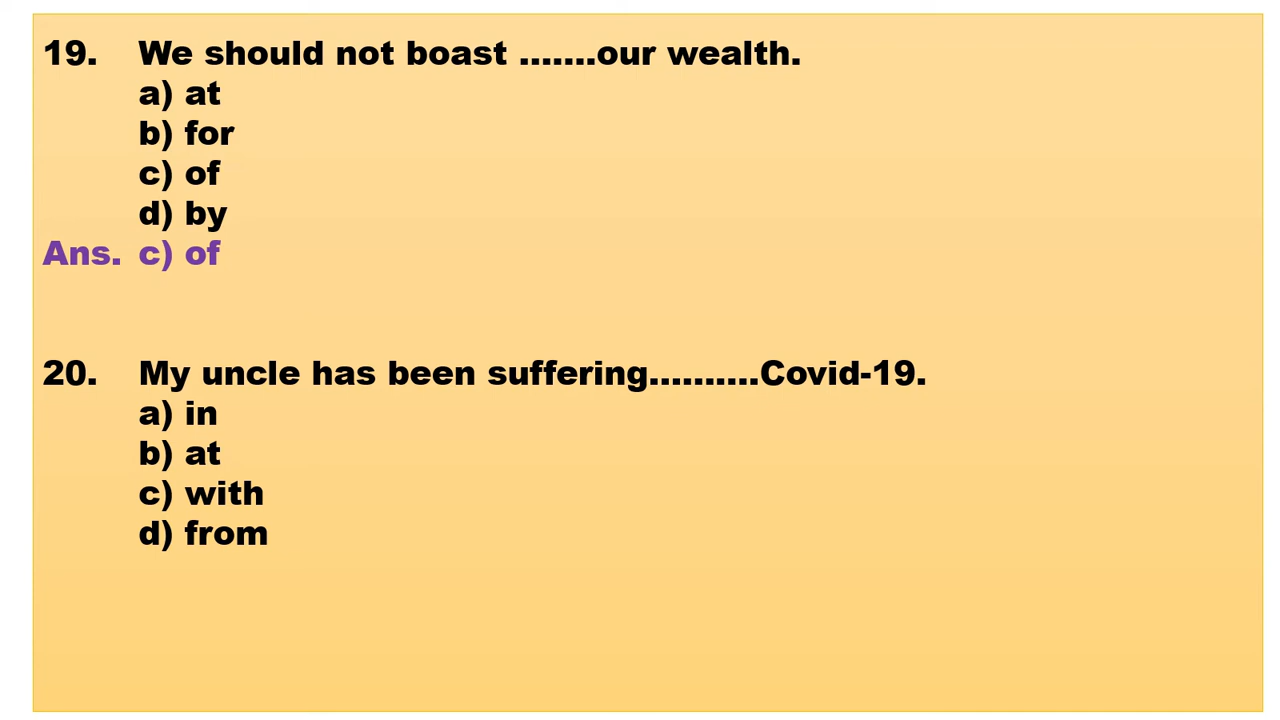 19. We should not boast .......our wealth.
a) at
b) for
c) of
d) by
Ans. c) of
20. My uncle has been suffering..........Covid-19.
a) in
b) at
c) with
d) from